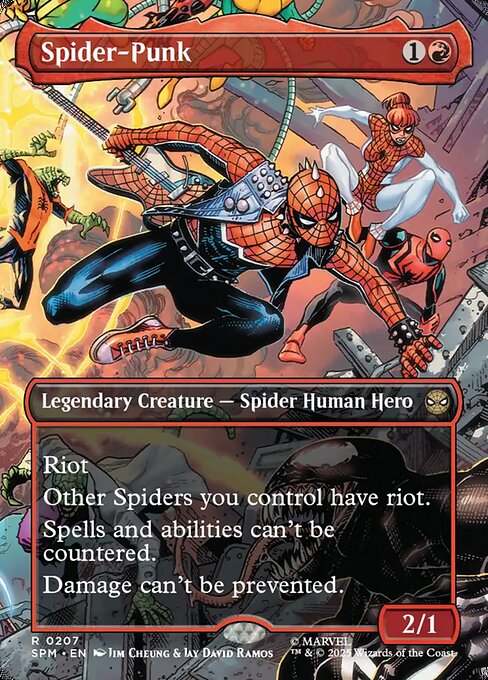 Spider-Punk 1
Legendary Creature — Spider Human Hero
Riot
Other Spiders you control have riot.
Spells and abilities can't be
countered.
Damage can't be prevented.
2/1
R 0207
SPM • EN Jim Cheung & Jay David Ramos
© MARVEL
™ & © 2025 Wizards of the Coast